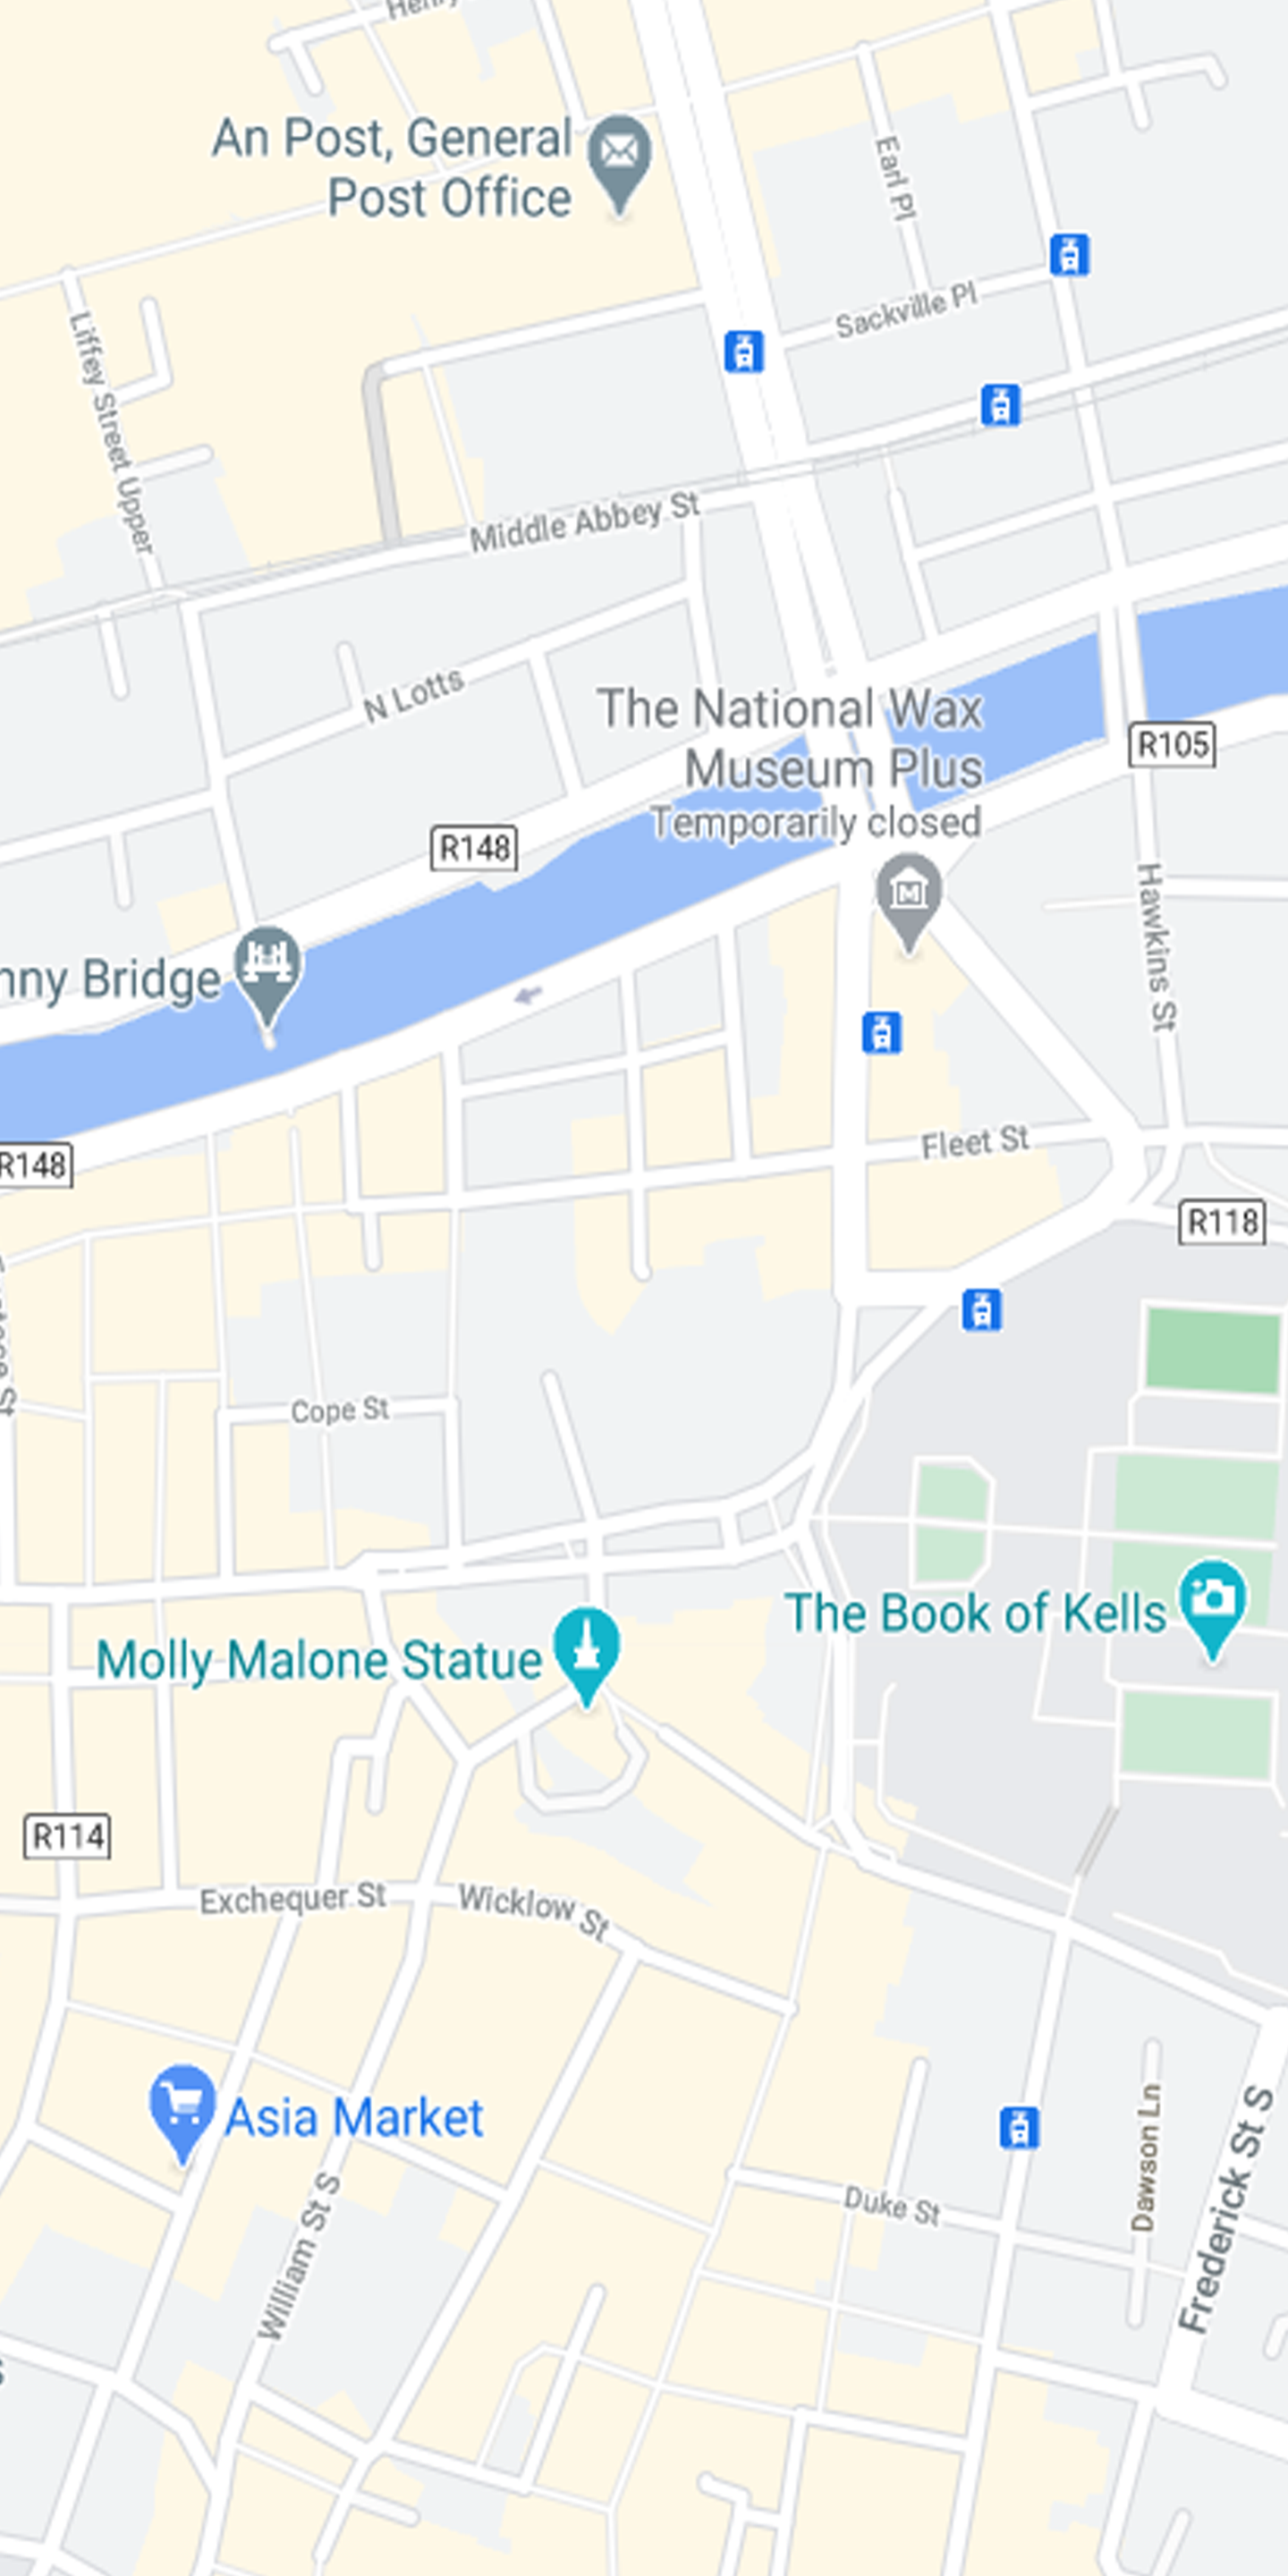 Henry
An Post, General
Post Office
Earl Pl
Sackville Pl
Liffey Street Upper
Middle Abbey St
N Lotts
The National Wax
Museum Plus
Temporarily closed
R105
R148
Hawkins St
nny Bridge
Fleet St
R148
R118
Cope St
The Book of Kells
Molly Malone Statue
R114
Exchequer St
Wicklow St
Asia Market
William St S
Duke St
Dawson Ln
Frederick St S